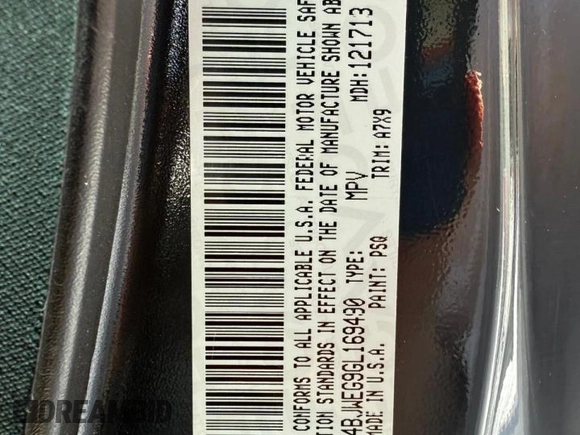 CONFORMS TO ALL APPLICABLE U.S.A. FEDERAL MOTOR VEHICLE SAF
TION STANDARDS IN EFFECT ON THE DATE OF MANUFACTURE SHOWN AB
4BJWEG9GL169430 TYPE: MPV MDH: 121713
MADE IN U.S.A. PAINT: PSQ TRIM: A7X9
DREAMBID